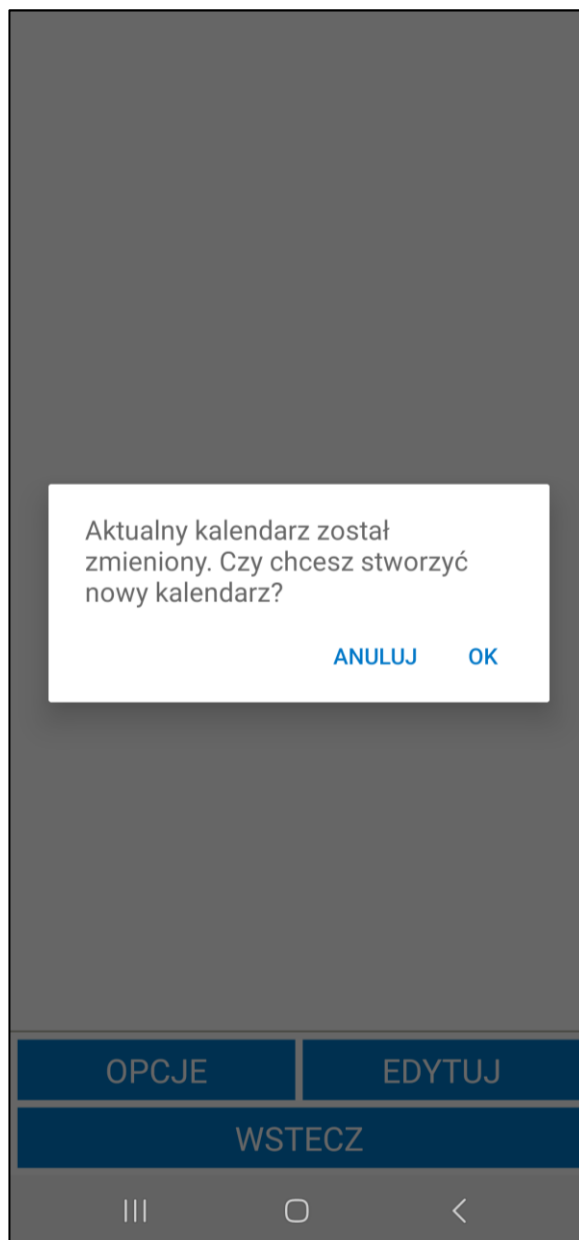 Aktualny kalendarz został
zmieniony. Czy chcesz stworzyć
nowy kalendarz?
ANULUJ OK
OPCJE EDYTUJ
WSTECZ